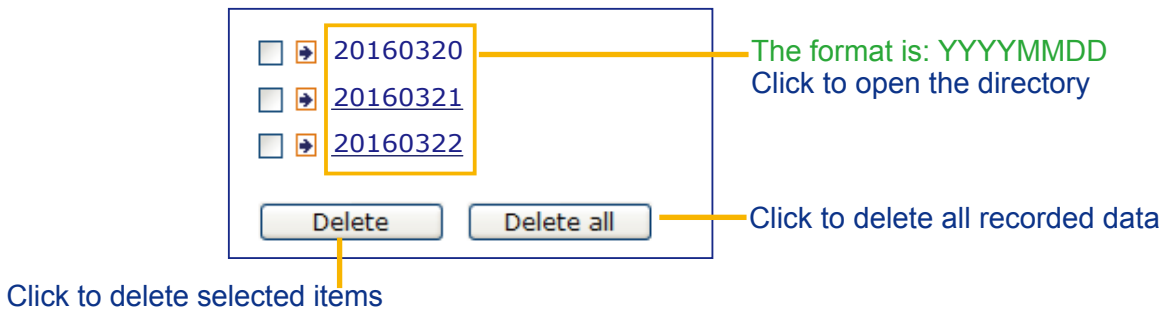 20160320
The format is: YYYYMMDD
Click to open the directory
20160321
20160322
Delete
Delete all
Click to delete all recorded data
Click to delete selected items